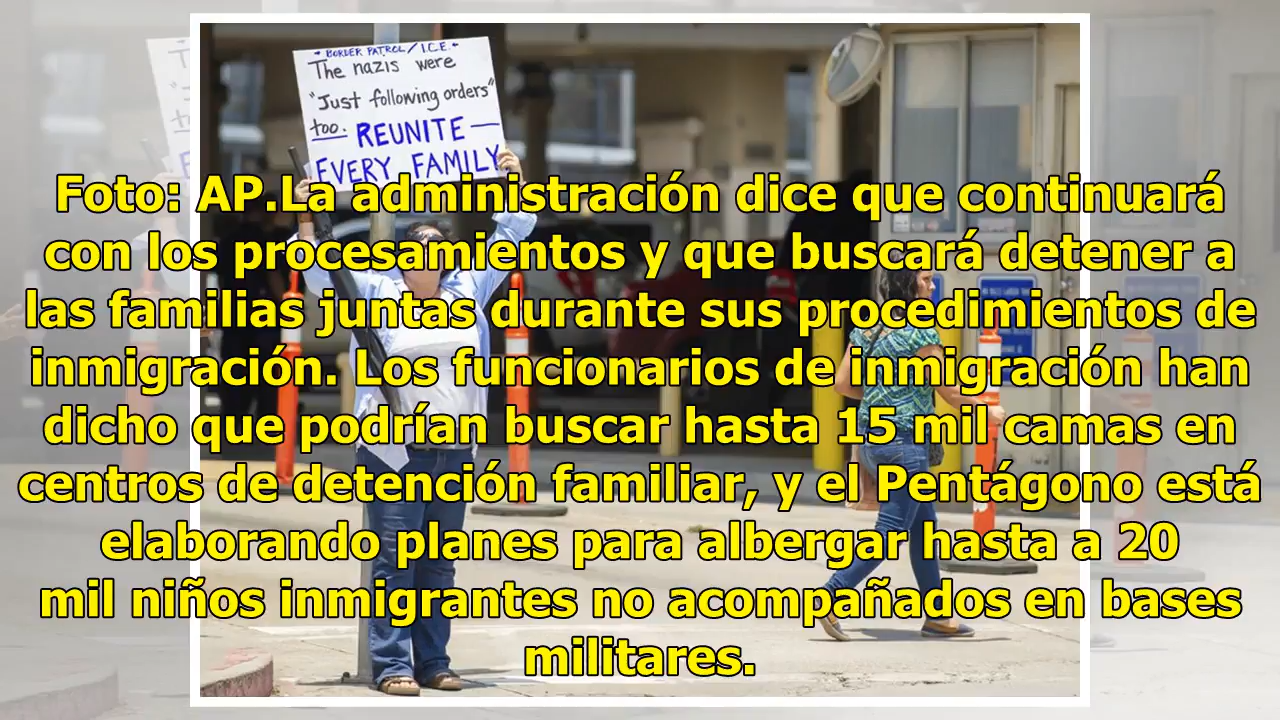 BORDER PATROL / I.C.E.
The nazis were
"Just following orders"
too. REUNITE —
EVERY FAMILY
Foto: AP.La administración dice que continuará
con los procesamientos y que buscará detener a
las familias juntas durante sus procedimientos de
inmigración. Los funcionarios de inmigración han
dicho que podrían buscar hasta 15 mil camas en
centros de detención familiar, y el Pentágono está
elaborando planes para albergar hasta a 20
mil niños inmigrantes no acompañados en bases
militares.